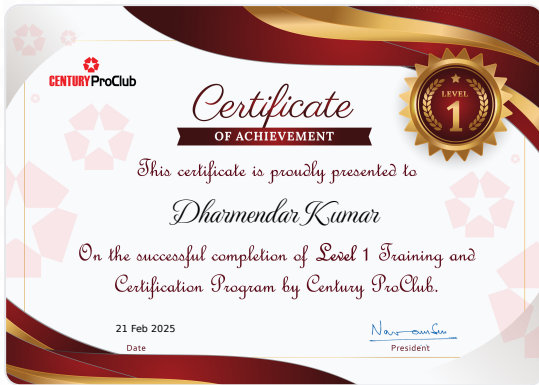 CENTURY ProClub
Certificate
OF ACHIEVEMENT
LEVEL
1
This certificate is proudly presented to
Dharmendar Kumar
On the successful completion of Level 1 Training and
Certification Program by Century ProClub.
21 Feb 2025
Date
President